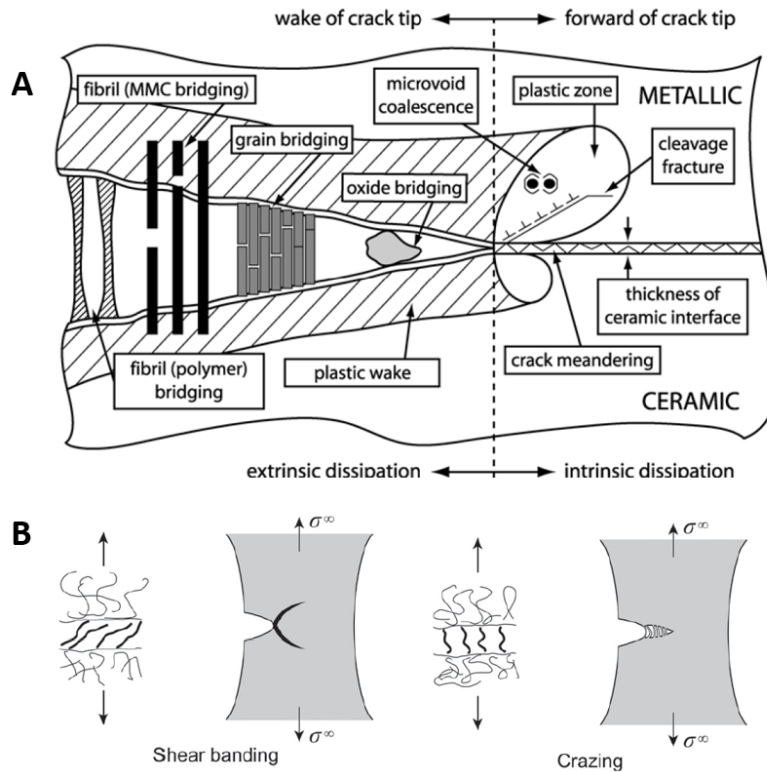 wake of crack tip
forward of crack tip
A
fibril (MMC bridging)
microvoid
coalescence
plastic zone
METALLIC
grain bridging
cleavage
fracture
oxide bridging
thickness of
ceramic interface
crack meandering
fibril (polymer)
bridging
plastic wake
CERAMIC
extrinsic dissipation
intrinsic dissipation
B
σ∞
σ∞
σ∞
σ∞
Shear banding
Crazing